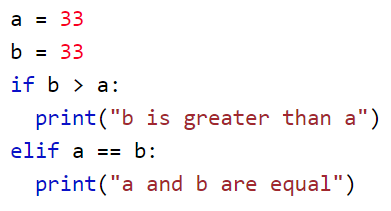 a = 33
b = 33
if b > a:
  print("b is greater than a")
elif a == b:
  print("a and b are equal")